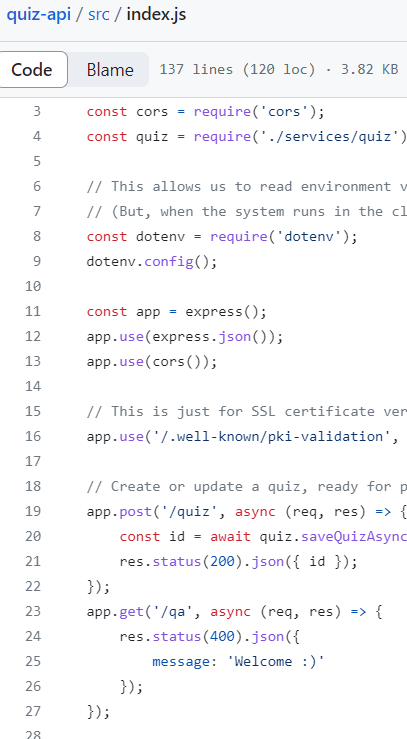 quiz-api / src / index.js
Code Blame 137 lines (120 loc) · 3.82 KB
3 const cors = require('cors');
4 const quiz = require('./services/quiz')
5
6 // This allows us to read environment v
7 // (But, when the system runs in the cl
8 const dotenv = require('dotenv');
9 dotenv.config();
10
11 const app = express();
12 app.use(express.json());
13 app.use(cors());
14
15 // This is just for SSL certificate ver
16 app.use('/.well-known/pki-validation',
17
18 // Create or update a quiz, ready for p
19 app.post('/quiz', async (req, res) => {
20 const id = await quiz.saveQuizAsync
21 res.status(200).json({ id });
22 });
23 app.get('/qa', async (req, res) => {
24 res.status(400).json({
25 message: 'Welcome :)'
26 });
27 });
28